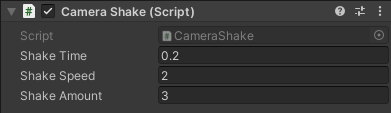 # Camera Shake (Script)
Script # CameraShake
Shake Time 0.2
Shake Speed 2
Shake Amount 3